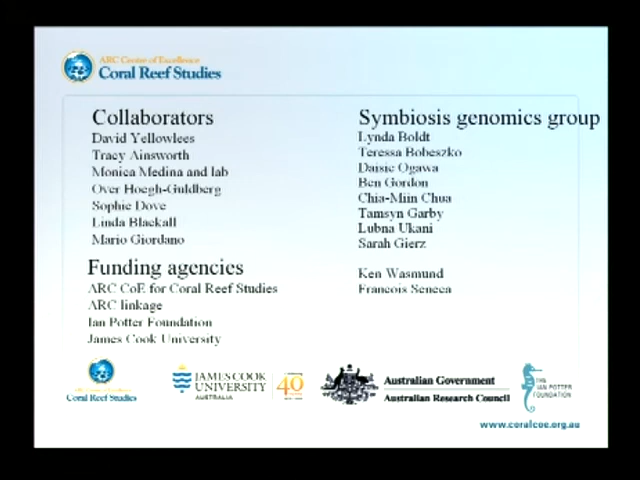 ARC Centre of Excellence
Coral Reef Studies
Collaborators
David Yellowlees
Tracy Ainsworth
Monica Medina and lab
Over Hoegh-Guldberg
Sophie Dove
Linda Blackall
Mario Giordano
Funding agencies
ARC CoE for Coral Reef Studies
ARC linkage
Ian Potter Foundation
James Cook University
Symbiosis genomics group
Lynda Boldt
Teressa Bobeszko
Daisie Ogawa
Ben Gordon
Chia-Miin Chua
Tamsyn Garby
Lubna Ukani
Sarah Gierz
Ken Wasmund
Francois Seneca
Coral Reef Studies
JAMES COOK
UNIVERSITY
AUSTRALIA
40
Australian Government
Australian Research Council
THE
IAN POTTER
FOUNDATION
www.coralcoe.org.au